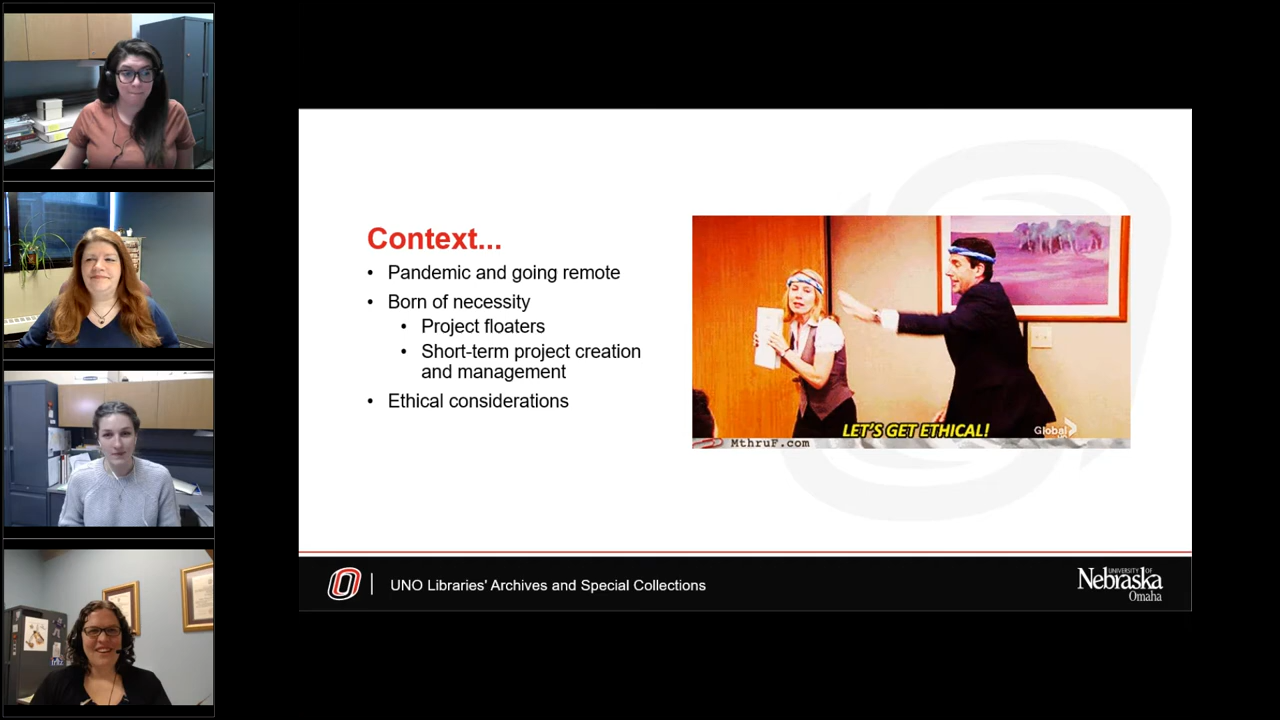 Context...
• Pandemic and going remote
• Born of necessity
• Project floaters
• Short-term project creation
and management
• Ethical considerations
LET'S GET ETHICAL!
Global
MThruF.com
UNO Libraries' Archives and Special Collections
UNIVERSITY OF
Nebraska
Omaha